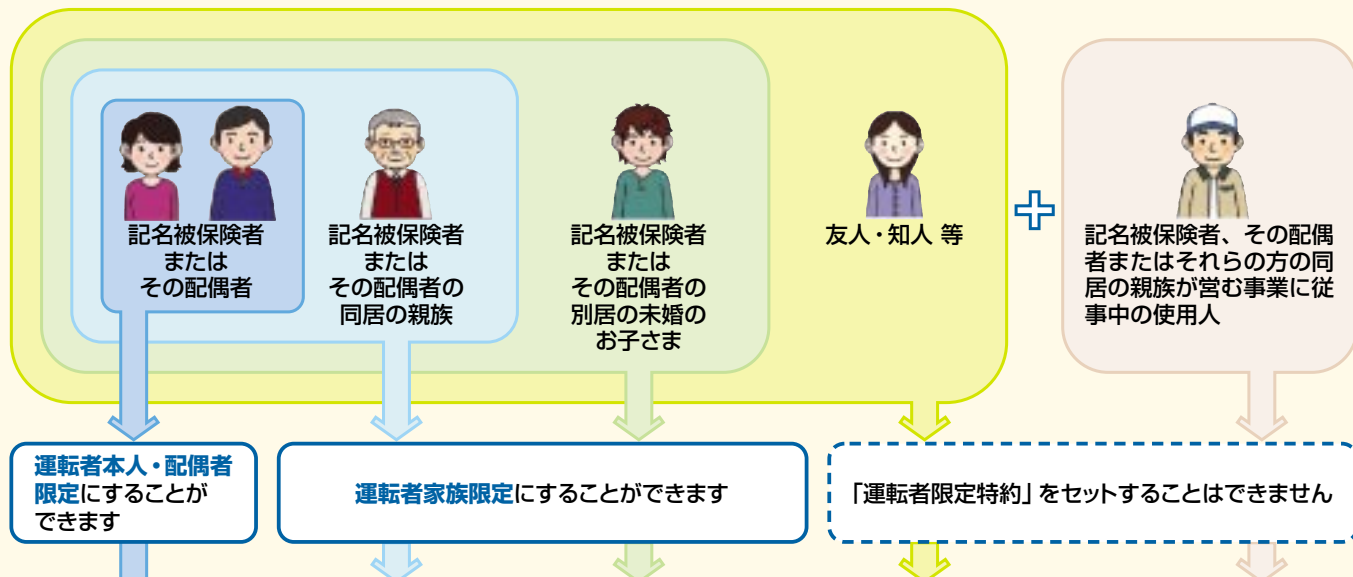 記名被保険者
または
その配偶者
記名被保険者
または
その配偶者の
同居の親族
記名被保険者
または
その配偶者の
別居の未婚の
お子さま
友人・知人 等
記名被保険者、その配偶
者またはそれらの方の同
居の親族が営む事業に従
事中の使用人
運転者本人・配偶者
限定にすることが
できます
運転者家族限定にすることができます
「運転者限定特約」をセットすることはできません